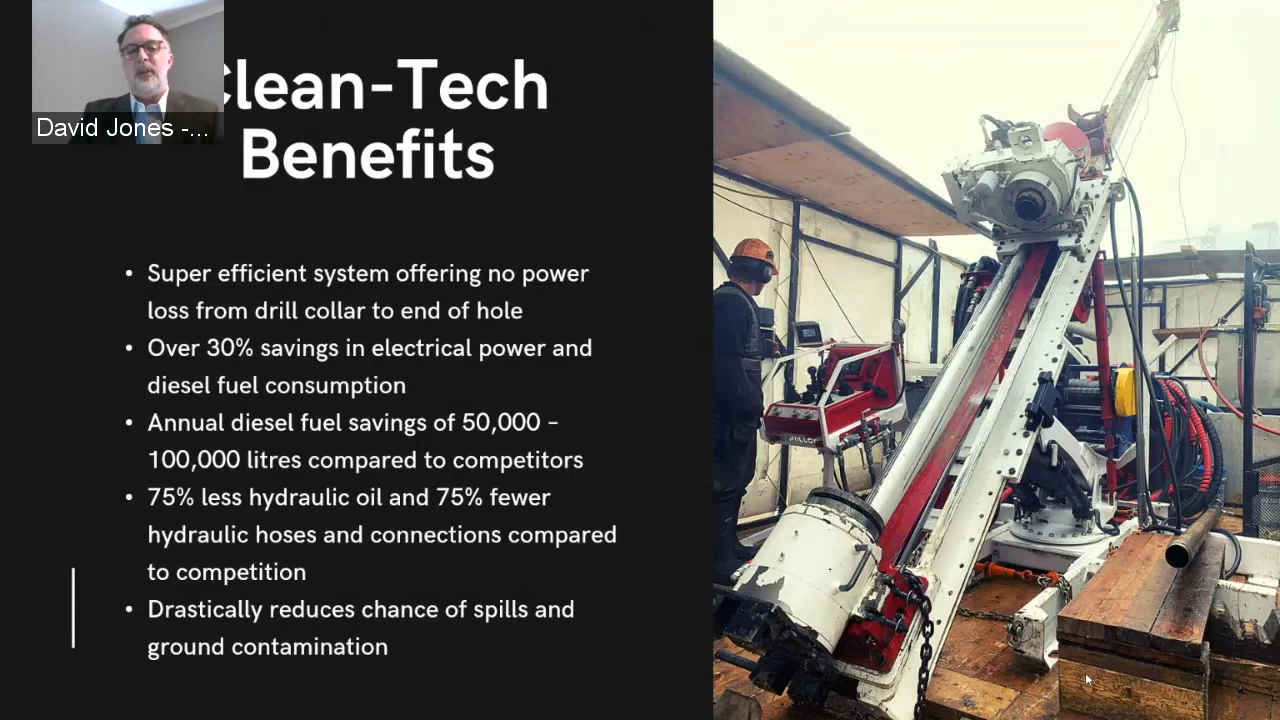 David Jones -...
Clean-Tech
Benefits
• Super efficient system offering no power
loss from drill collar to end of hole
• Over 30% savings in electrical power and
diesel fuel consumption
• Annual diesel fuel savings of 50,000 –
100,000 litres compared to competitors
• 75% less hydraulic oil and 75% fewer
hydraulic hoses and connections compared
to competition
• Drastically reduces chance of spills and
ground contamination